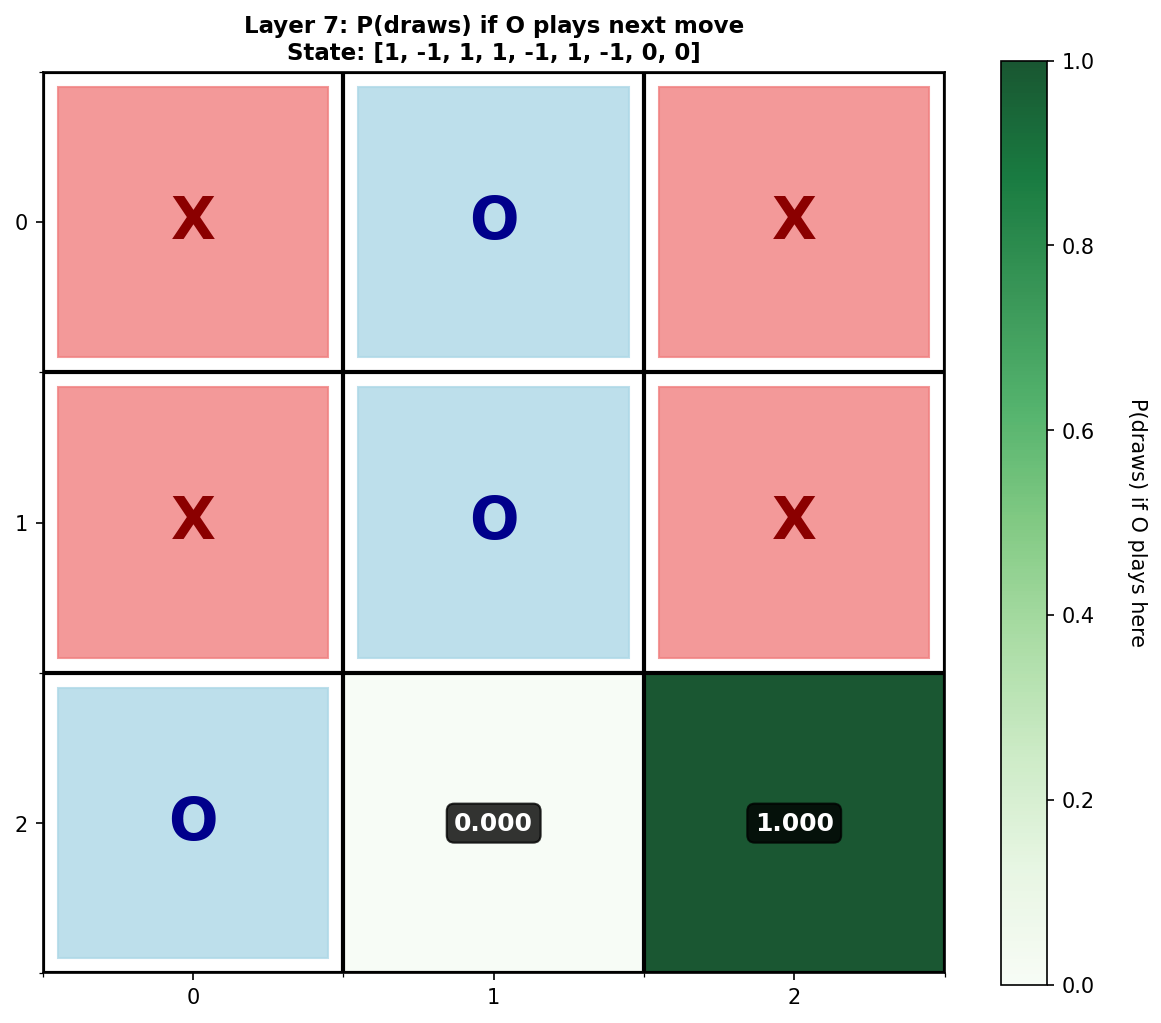 Layer 7: P(draws) if O plays next move
State: [1, -1, 1, 1, -1, 1, -1, 0, 0]
X
O
X
X
O
X
O
0.000
1.000
0
1
2
0
1
2
1.0
0.8
0.6
0.4
0.2
0.0
P(draws) if O plays here